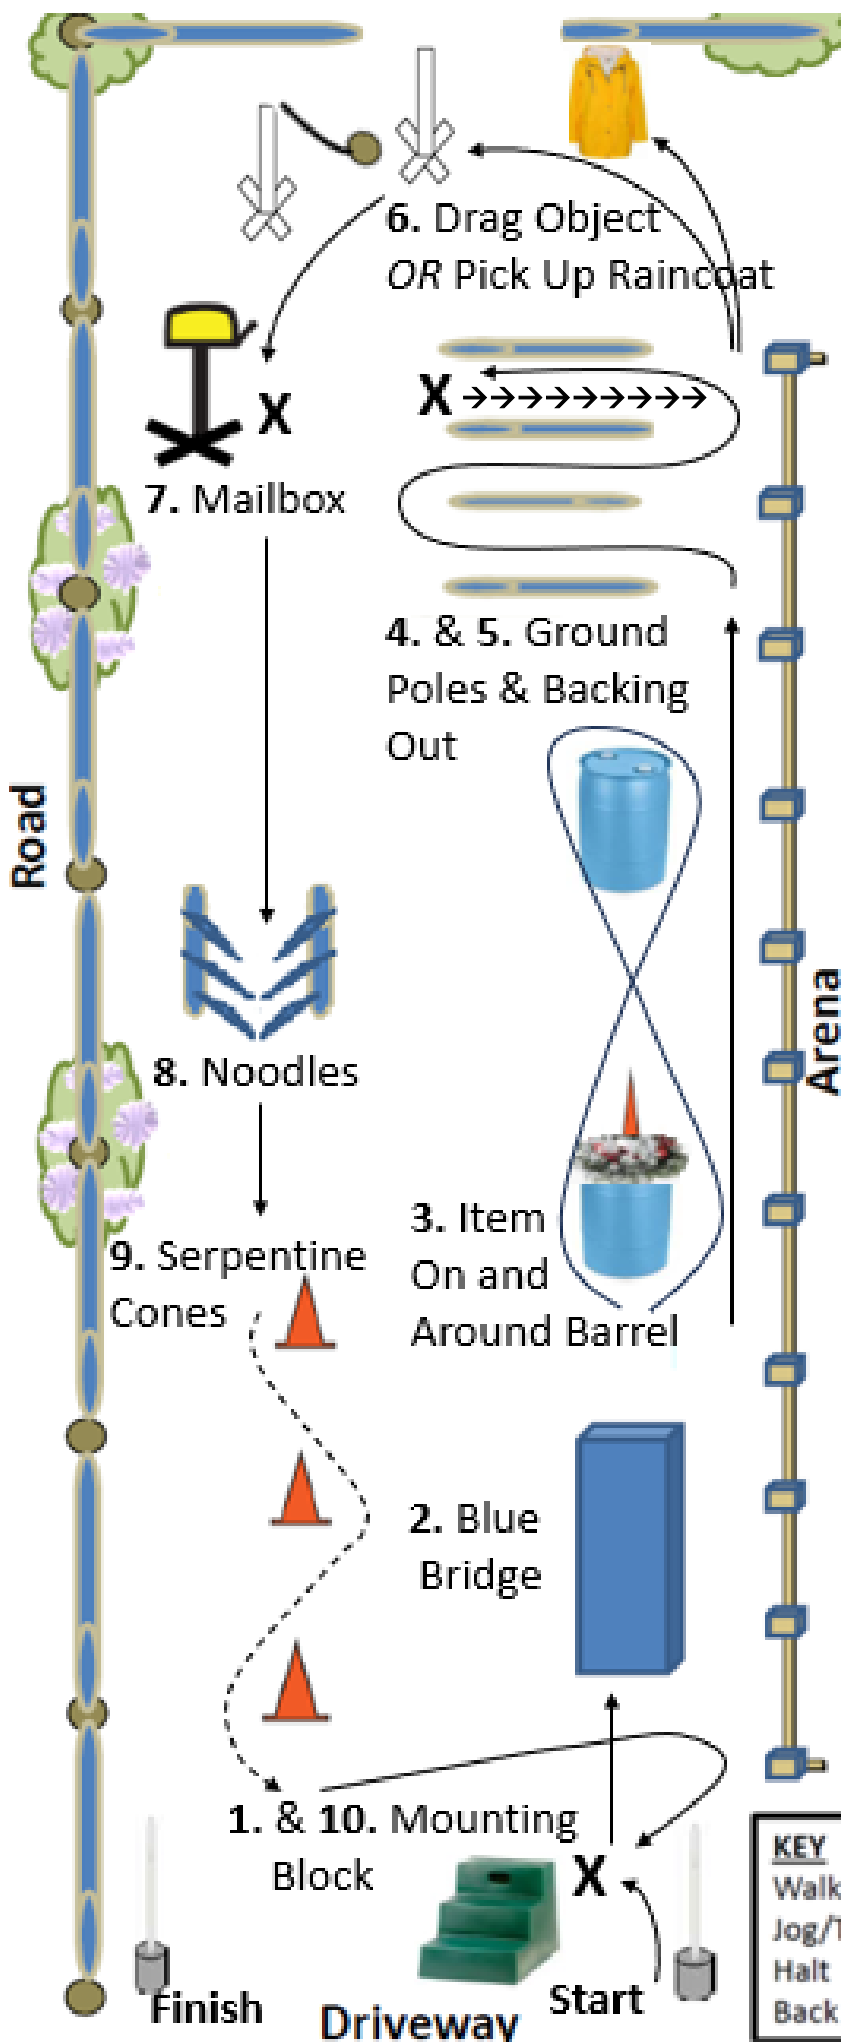 6. Drag Object
OR Pick Up Raincoat
X
X
7. Mailbox
4. & 5. Ground
Poles & Backing
Out
Road
Arena
8. Noodles
3. Item
On and
Around Barrel
9. Serpentine
Cones
2. Blue
Bridge
1. & 10. Mounting
Block
X
KEY
Walk
Jog/T
Halt
Back
Start
Finish
Driveway